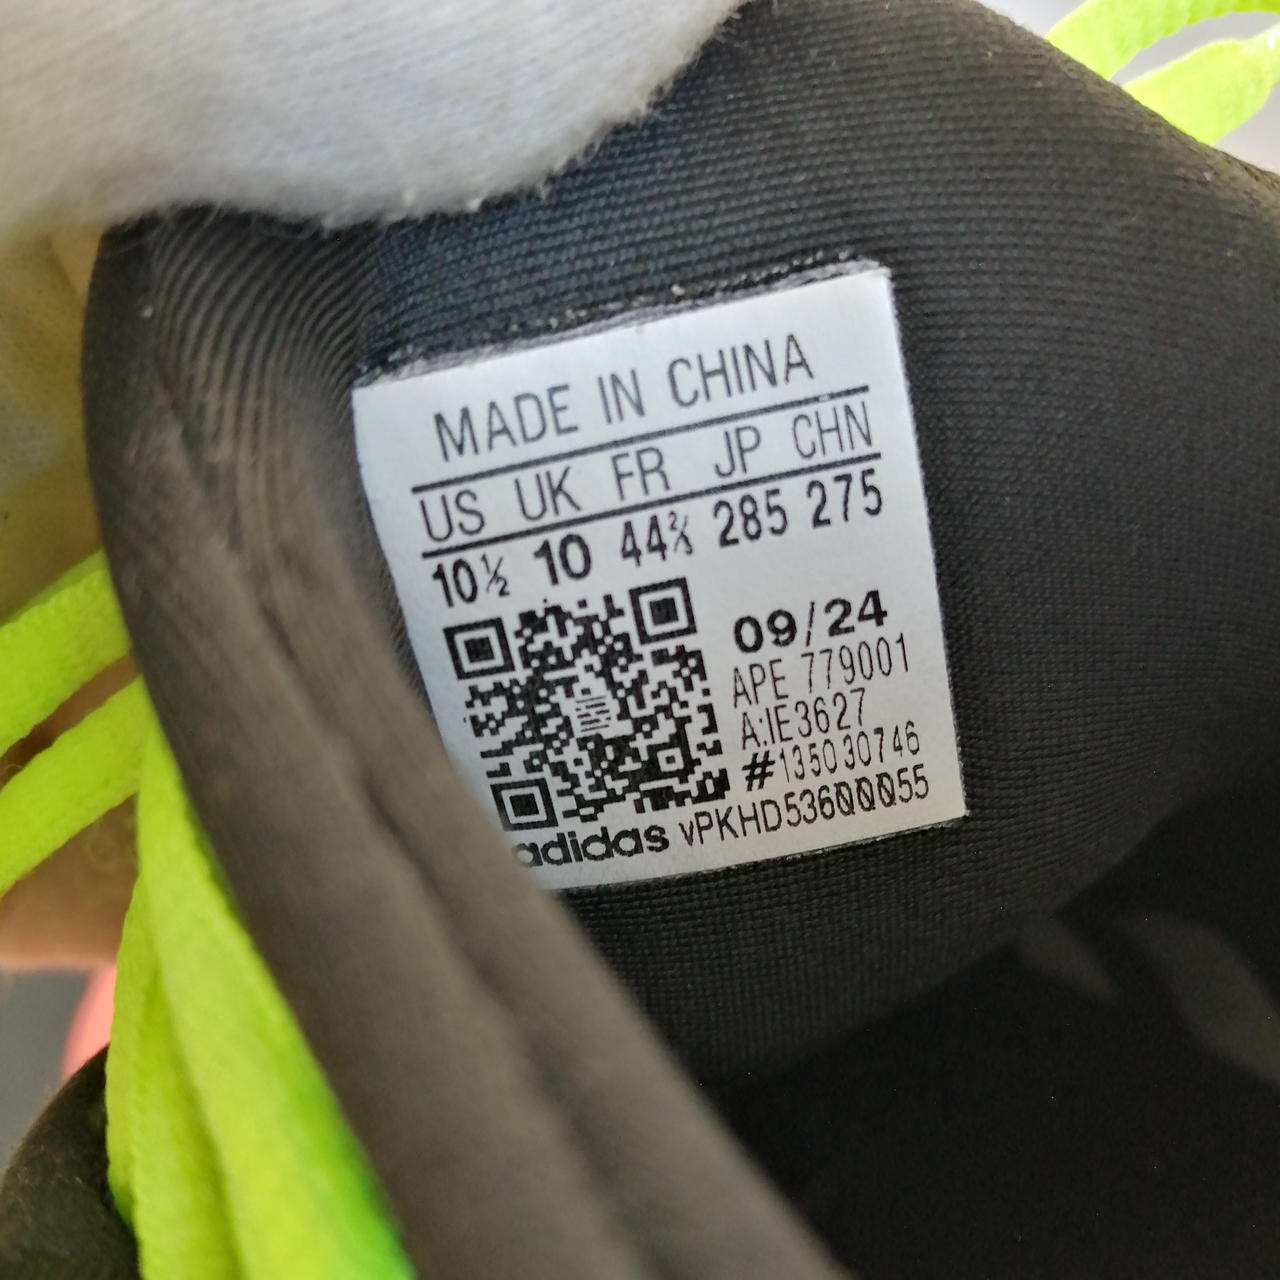 MADE IN CHINA
US UK FR JP CHN
10½ 10 44⅔ 285 275
09/24
APE 779001
A:IE3627
#135030746
adidas vPKHD53600055